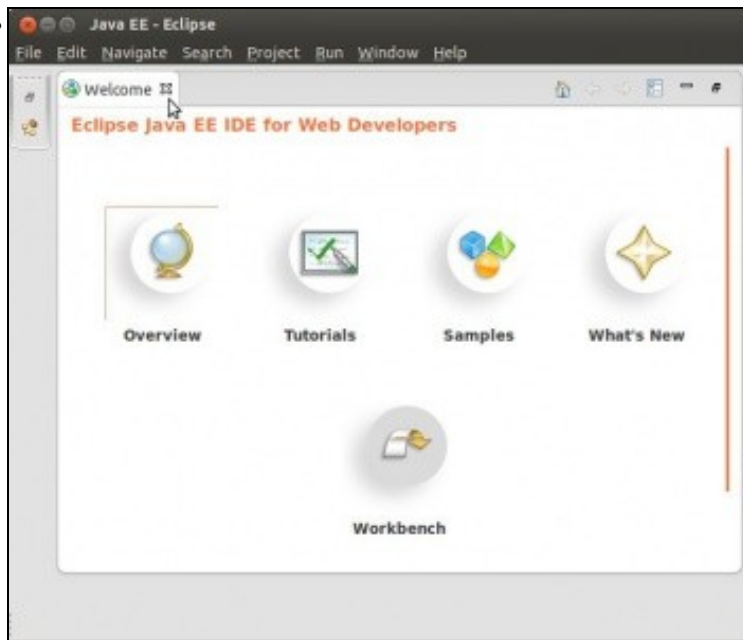 Java EE - Eclipse
File Edit Navigate Search Project Run Window Help
Welcome
Eclipse Java EE IDE for Web Developers
Overview Tutorials Samples What's New
Workbench